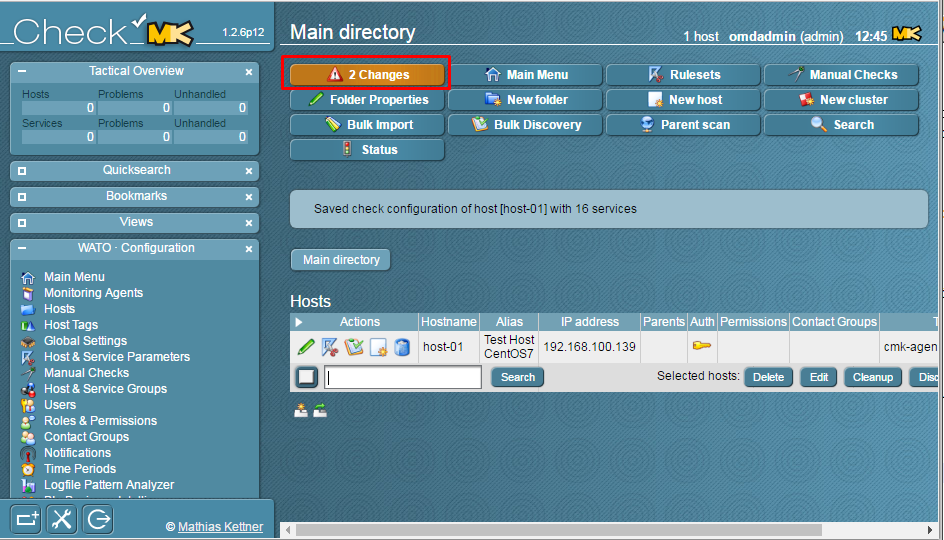 Check MK 1.2.6p12
Main directory
1 host omdadmin (admin) 12:45 MK
Tactical Overview
Hosts Problems Unhandled
0 0 0
Services Problems Unhandled
0 0 0
Quicksearch
Bookmarks
Views
WATO · Configuration
Main Menu
Monitoring Agents
Hosts
Host Tags
Global Settings
Host & Service Parameters
Manual Checks
Host & Service Groups
Users
Roles & Permissions
Contact Groups
Notifications
Time Periods
Logfile Pattern Analyzer
© Mathias Kettner
2 Changes Main Menu Rulesets Manual Checks
Folder Properties New folder New host New cluster
Bulk Import Bulk Discovery Parent scan Search
Status
Saved check configuration of host [host-01] with 16 services
Main directory
Hosts
Actions Hostname Alias IP address Parents Auth Permissions Contact Groups T
host-01 Test Host CentOS7 192.168.100.139 cmk-agen
Search Selected hosts: Delete Edit Cleanup Disc